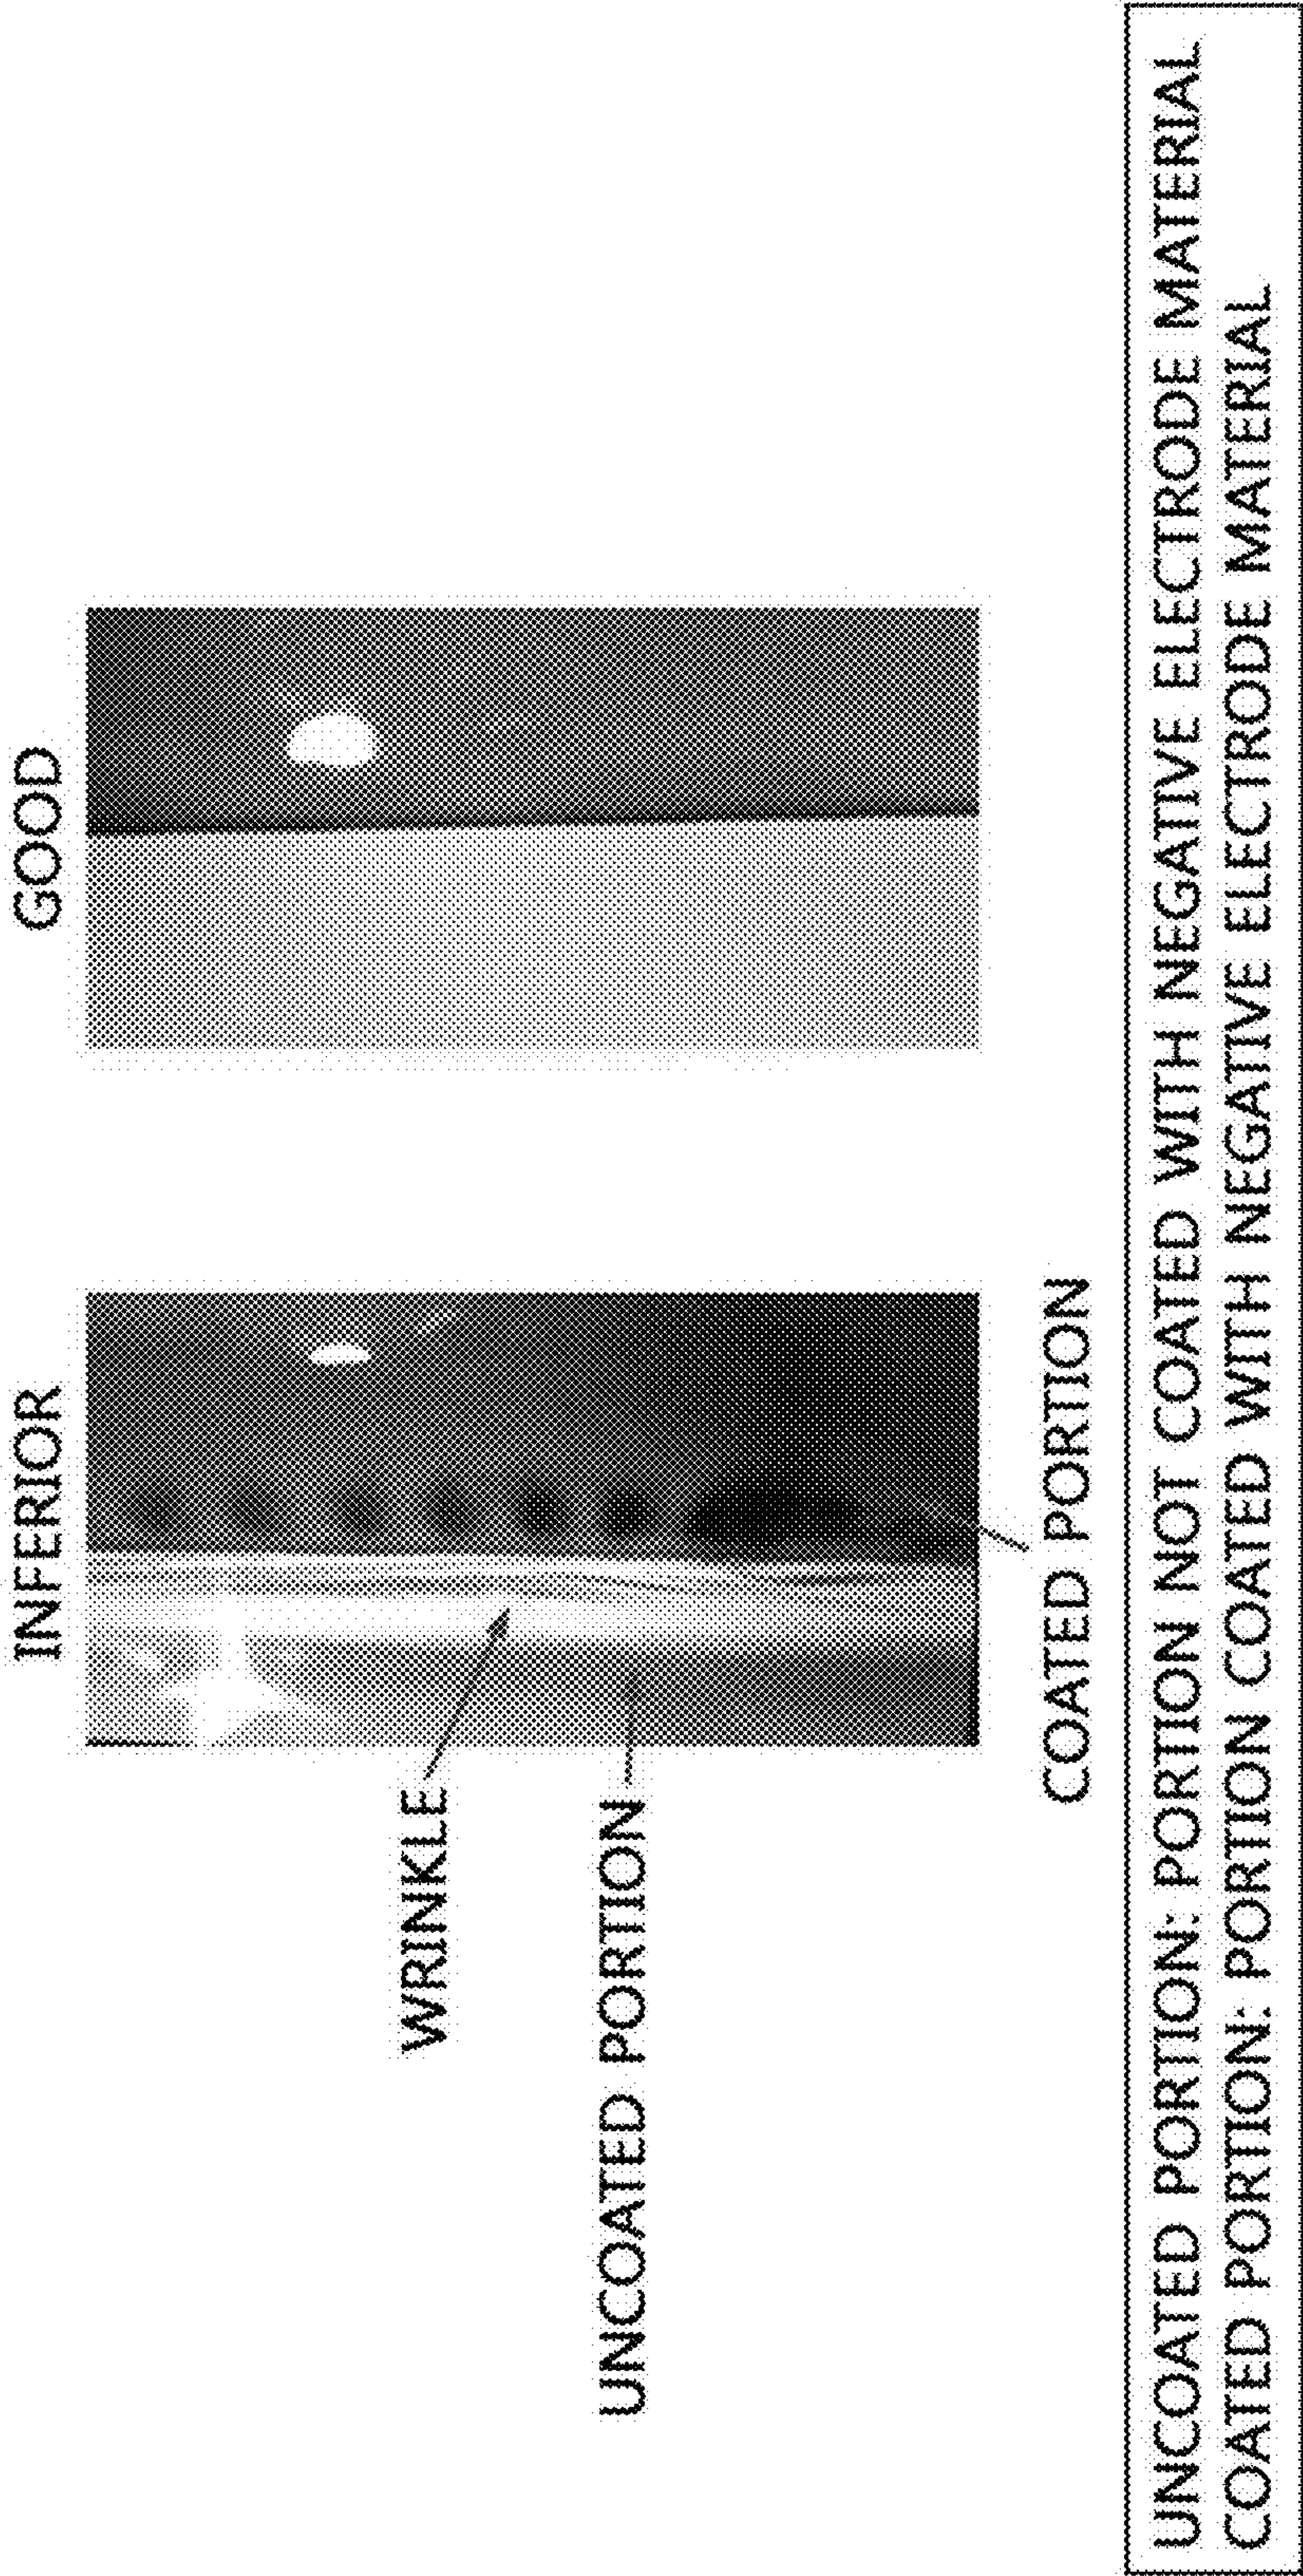 INFERIOR
GOOD
WRINKLE
UNCOATED PORTION
COATED PORTION
UNCOATED PORTION: PORTION NOT COATED WITH NEGATIVE ELECTRODE MATERIAL
COATED PORTION: PORTION COATED WITH NEGATIVE ELECTRODE MATERIAL